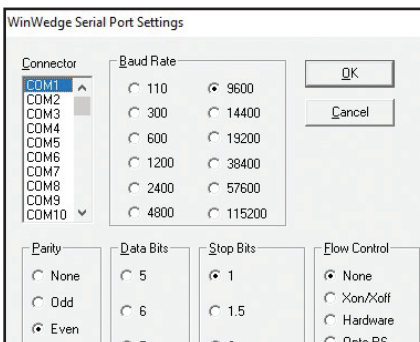 WinWedge Serial Port Settings
Connector
COM1
COM2
COM3
COM4
COM5
COM6
COM7
COM8
COM9
COM10
Baud Rate
110
9600
300
14400
600
19200
1200
38400
2400
57600
4800
115200
OK
Cancel
Parity
None
Odd
Even
Data Bits
5
6
Stop Bits
1
1.5
Flow Control
None
Xon/Xoff
Hardware